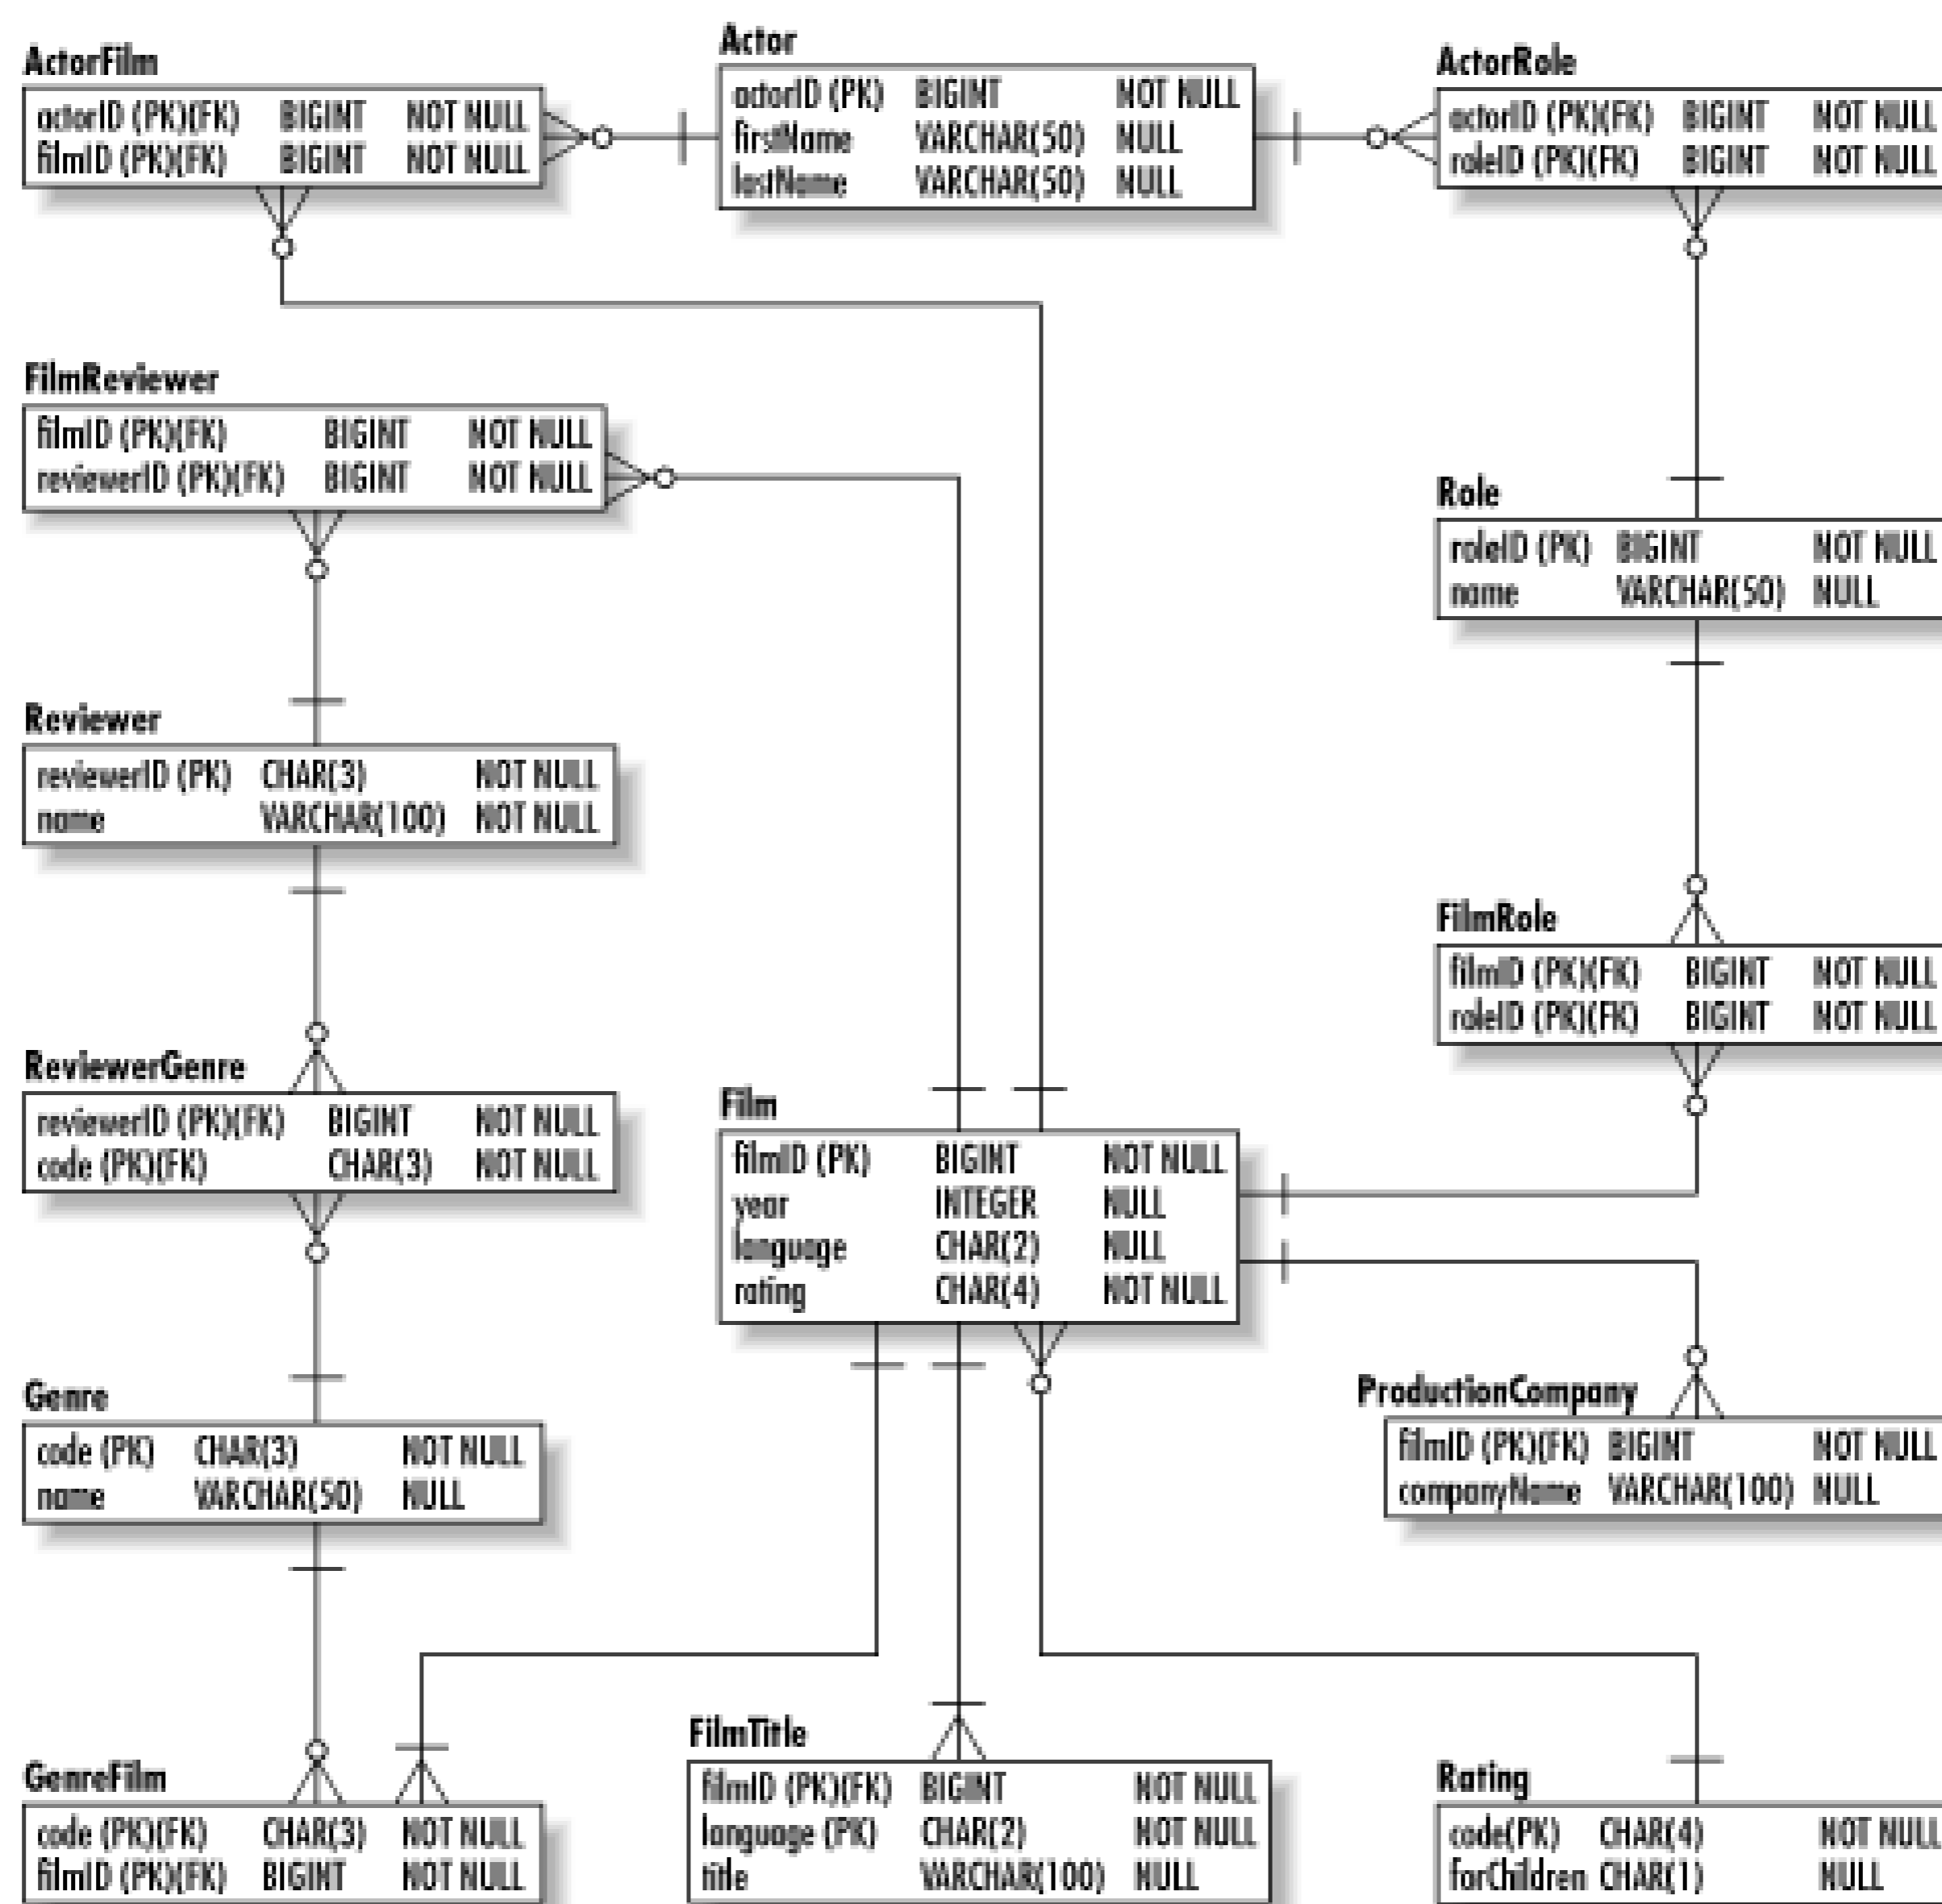 ActorFilm
actorID (PK)(FK) BIGINT NOT NULL
filmID (PK)(FK) BIGINT NOT NULL
Actor
actorID (PK) BIGINT NOT NULL
firstName VARCHAR(50) NULL
lastName VARCHAR(50) NULL
ActorRole
actorID (PK)(FK) BIGINT NOT NULL
roleID (PK)(FK) BIGINT NOT NULL
FilmReviewer
filmID (PK)(FK) BIGINT NOT NULL
reviewerID (PK)(FK) BIGINT NOT NULL
Role
roleID (PK) BIGINT NOT NULL
name VARCHAR(50) NULL
Reviewer
reviewerID (PK) CHAR(3) NOT NULL
name VARCHAR(100) NOT NULL
FilmRole
filmID (PK)(FK) BIGINT NOT NULL
roleID (PK)(FK) BIGINT NOT NULL
ReviewerGenre
reviewerID (PK)(FK) BIGINT NOT NULL
code (PK)(FK) CHAR(3) NOT NULL
Film
filmID (PK) BIGINT NOT NULL
year INTEGER NULL
language CHAR(2) NULL
rating CHAR(4) NOT NULL
Genre
code (PK) CHAR(3) NOT NULL
name VARCHAR(50) NULL
ProductionCompany
filmID (PK)(FK) BIGINT NOT NULL
companyName VARCHAR(100) NULL
GenreFilm
code (PK)(FK) CHAR(3) NOT NULL
filmID (PK)(FK) BIGINT NOT NULL
FilmTitle
filmID (PK)(FK) BIGINT NOT NULL
language (PK) CHAR(2) NOT NULL
title VARCHAR(100) NULL
Rating
code(PK) CHAR(4) NOT NULL
forChildren CHAR(1) NULL